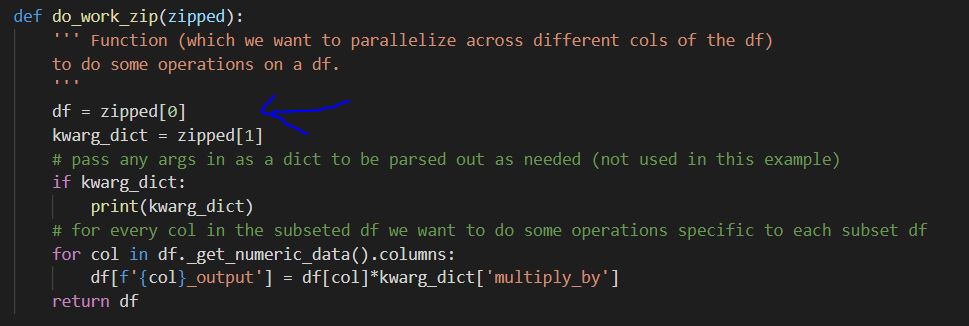 def do_work_zip(zipped):
''' Function (which we want to parallelize across different cols of the df)
to do some operations on a df.
'''
df = zipped[0]
kwarg_dict = zipped[1]
# pass any args in as a dict to be parsed out as needed (not used in this example)
if kwarg_dict:
print(kwarg_dict)
# for every col in the subseted df we want to do some operations specific to each subset df
for col in df._get_numeric_data().columns:
df[f'{col}_output'] = df[col]*kwarg_dict['multiply_by']
return df